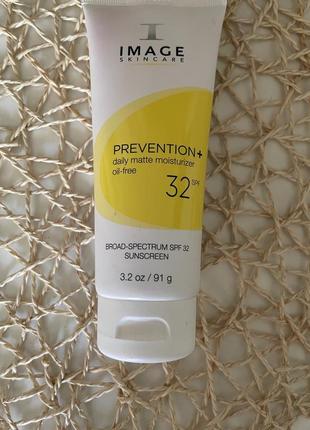 I
IMAGE
SKINCARE
PREVENTION+
daily matte moisturizer
oil-free
32 SPF
BROAD-SPECTRUM SPF 32
SUNSCREEN
3.2 oz / 91 g